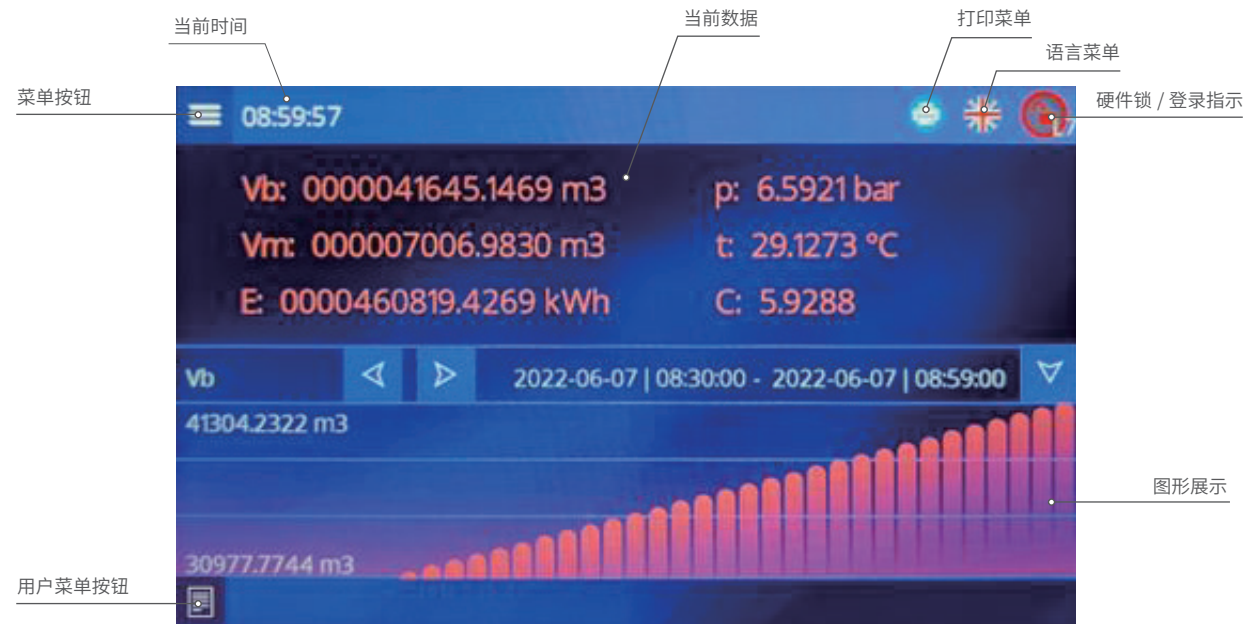 当前时间
当前数据
打印菜单
语言菜单
菜单按钮
硬件锁 / 登录指示
08:59:57
Vb: 0000041645.1469 m3
p: 6.5921 bar
Vm: 000007006.9830 m3
t: 29.1273 °C
E: 0000460819.4269 kWh
C: 5.9288
Vb
2022-06-07 | 08:30:00 - 2022-06-07 | 08:59:00
41304.2322 m3
图形展示
30977.7744 m3
用户菜单按钮